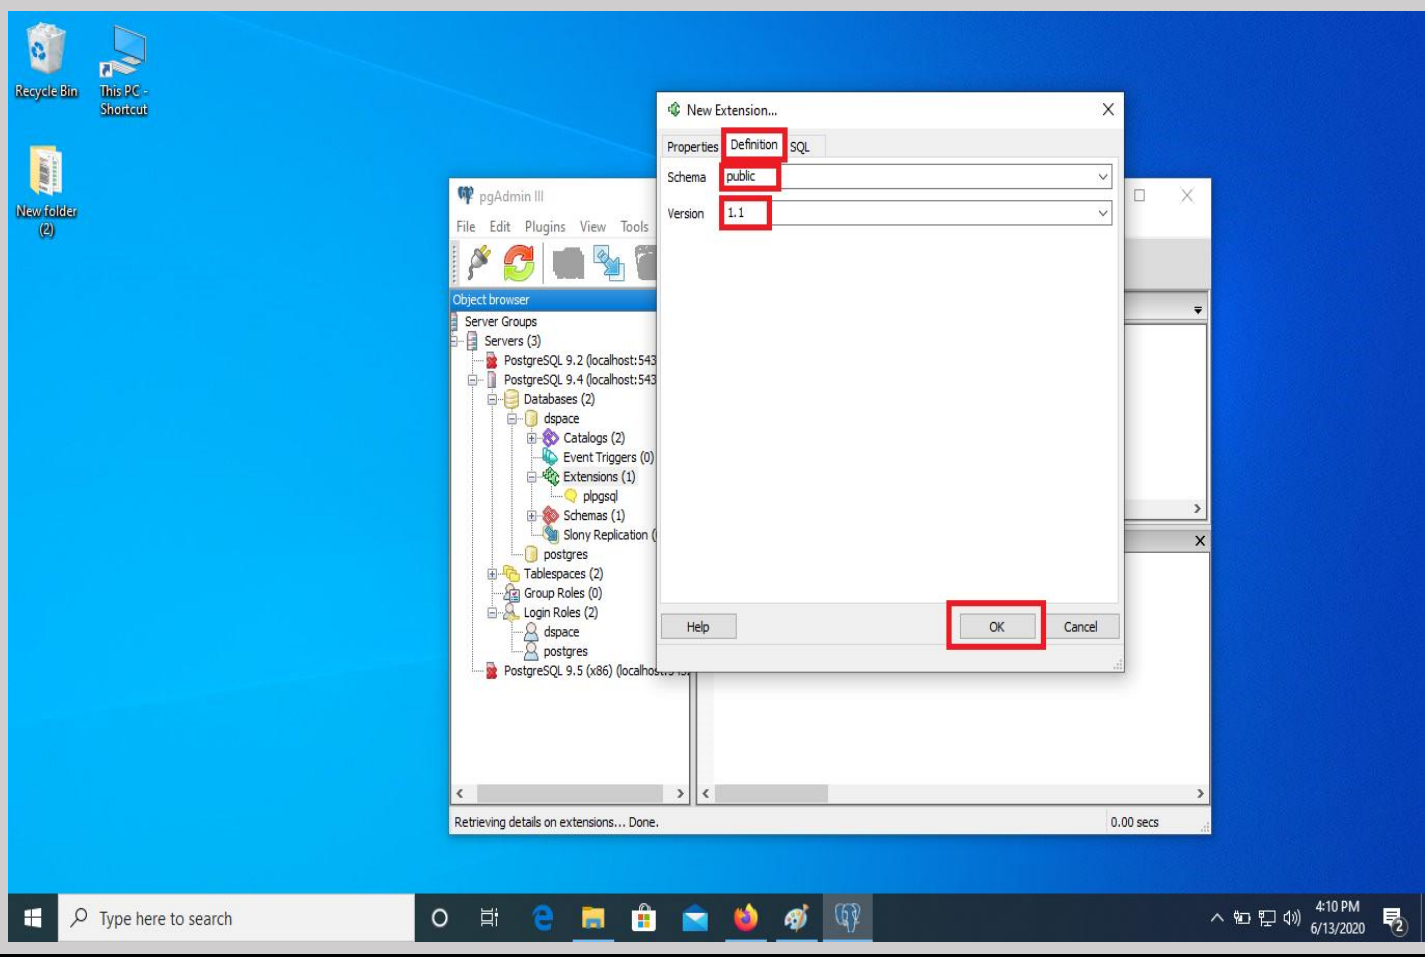 Recycle Bin
This PC -
Shortcut
New folder
(2)
New Extension...
Properties
Definition
SQL
Schema
public
Version
1.1
Help
OK
Cancel
pgAdmin III
File
Edit
Plugins
View
Tools
Object browser
Server Groups
Servers (3)
PostgreSQL 9.2 (localhost:543
PostgreSQL 9.4 (localhost:543
Databases (2)
dspace
Catalogs (2)
Event Triggers (0)
Extensions (1)
plpgsql
Schemas (1)
Slony Replication (
postgres
Tablespaces (2)
Group Roles (0)
Login Roles (2)
dspace
postgres
PostgreSQL 9.5 (x86) (localhost:
Retrieving details on extensions... Done.
0.00 secs
Type here to search
4:10 PM
6/13/2020
2